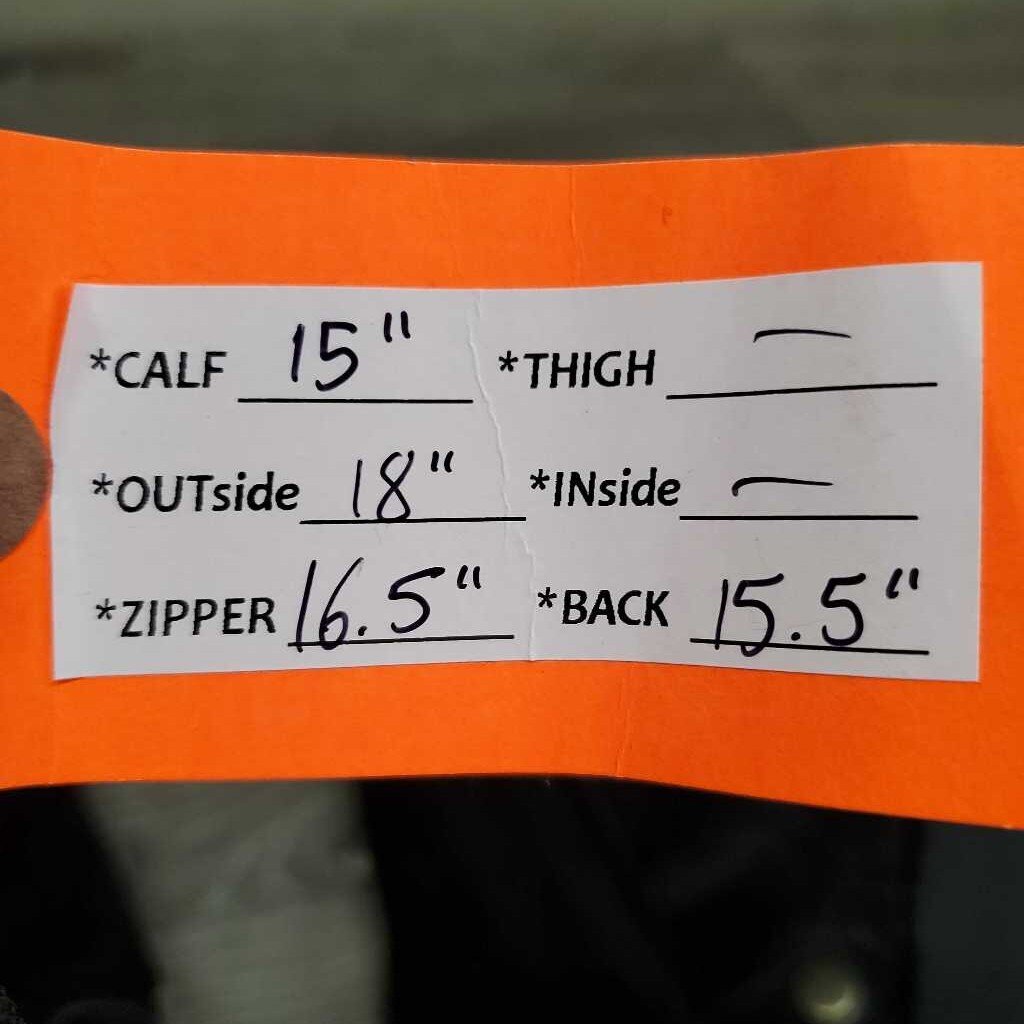 *CALF 15" *THIGH —
*OUTside 18" *INside —
*ZIPPER 16.5" *BACK 15.5"